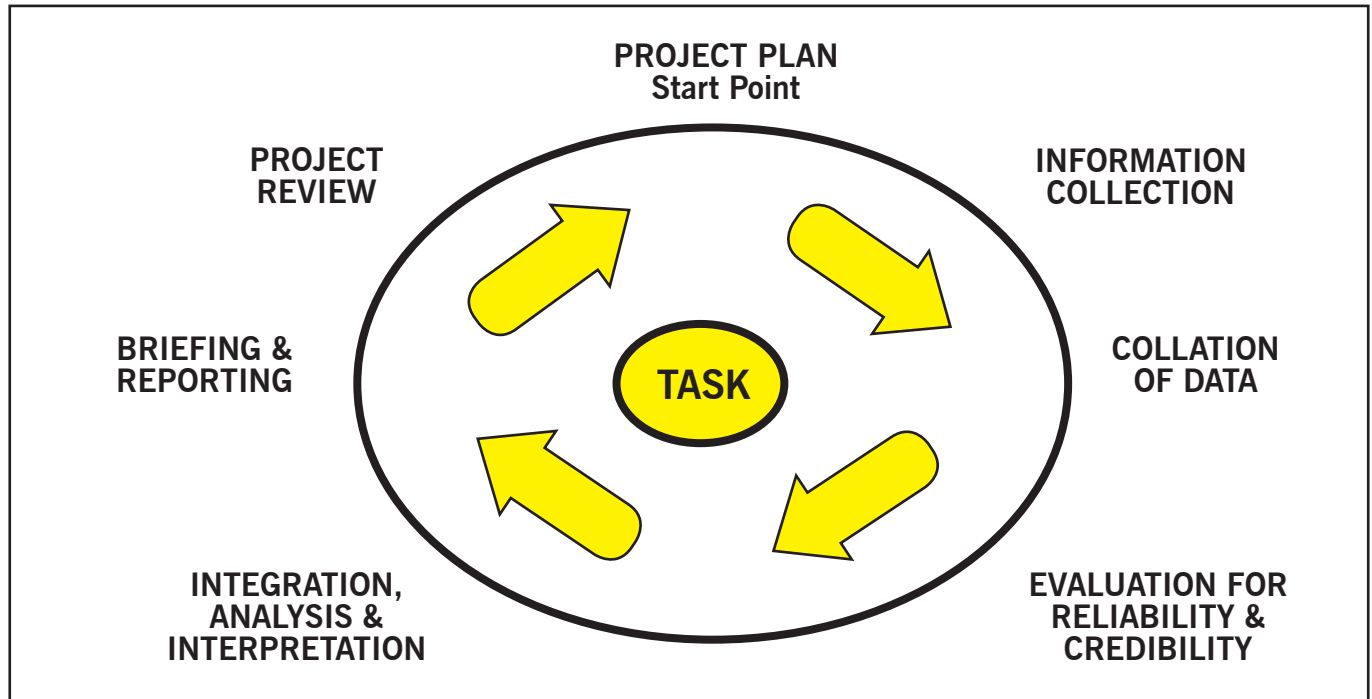 PROJECT PLAN
Start Point
INFORMATION
COLLECTION
COLLATION
OF DATA
EVALUATION FOR
RELIABILITY &
CREDIBILITY
INTEGRATION,
ANALYSIS &
INTERPRETATION
BRIEFING &
REPORTING
PROJECT
REVIEW
TASK